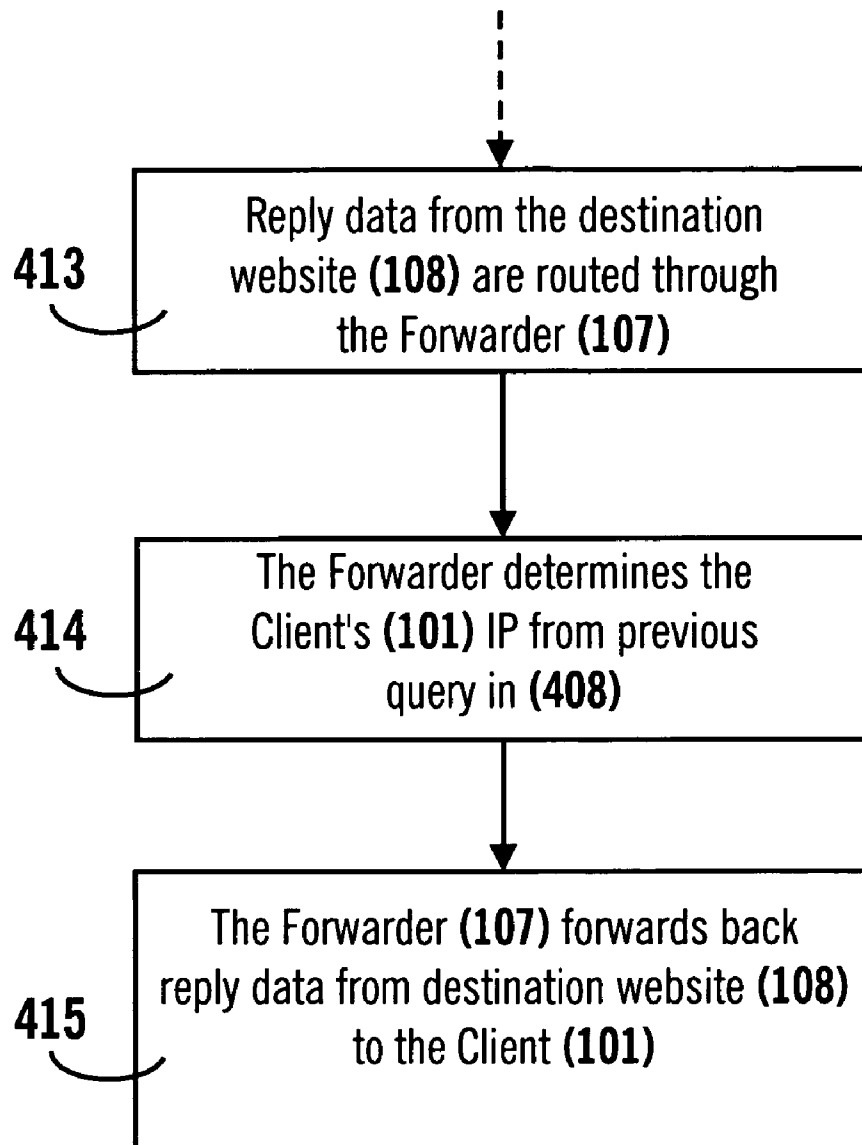 413
Reply data from the destination
website (108) are routed through
the Forwarder (107)
414
The Forwarder determines the
Client's (101) IP from previous
query in (408)
415
The Forwarder (107) forwards back
reply data from destination website (108)
to the Client (101)